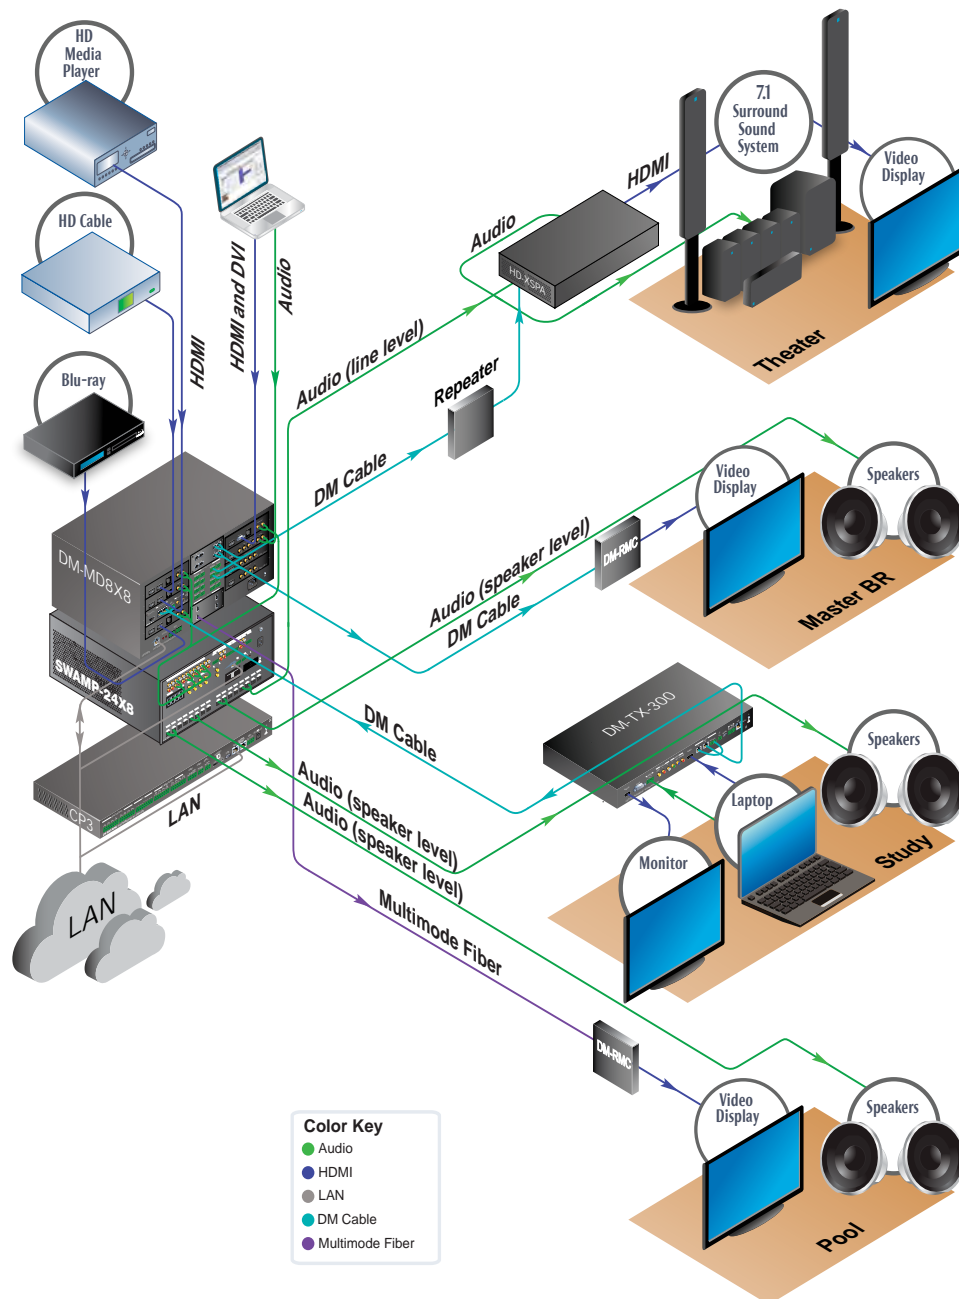 HD
Media
Player
HD Cable
Blu-ray
HDMI
HDMI and DVI
Audio
Audio (line level)
Audio
HD-XSPA
HDMI
7.1
Surround
Sound
System
Video
Display
Theater
Repeater
DM Cable
DM-MD8X8
SWAMP-24X8
CP3
LAN
LAN
Audio (speaker level)
DM Cable
DM-RMC
Video
Display
Speakers
Master BR
DM Cable
DM-TX-300
Audio (speaker level)
Audio (speaker level)
Monitor
Laptop
Speakers
Study
Multimode Fiber
DM-RMC
Video
Display
Speakers
Pool
Color Key
Audio
HDMI
LAN
DM Cable
Multimode Fiber